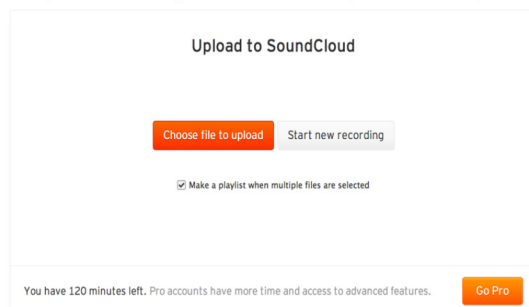 Upload to SoundCloud
Choose file to upload
Start new recording
Make a playlist when multiple files are selected
You have 120 minutes left. Pro accounts have more time and access to advanced features.
Go Pro